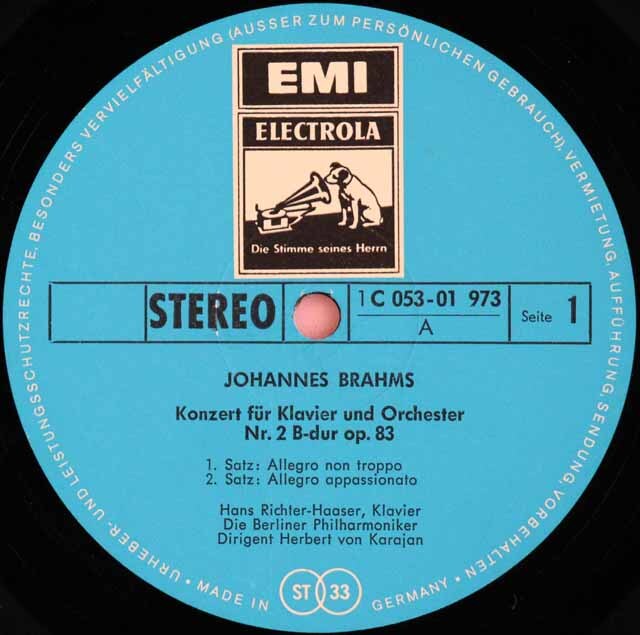 URHEBER- UND LEISTUNGSSCHUTZRECHTE, BESONDERS VERVIELFÄLTIGUNG (AUSSER ZUM PERSÖNLICHEN GEBRAUCH), VERMIETUNG, AUFFÜHRUNG, SENDUNG, VORBEHALTEN •
EMI
ELECTROLA
Die Stimme seines Herrn
STEREO
1 C 053-01 973
A
Seite 1
JOHANNES BRAHMS
Konzert für Klavier und Orchester
Nr. 2 B-dur op. 83
1. Satz: Allegro non troppo
2. Satz: Allegro appassionato
Hans Richter-Haaser, Klavier
Die Berliner Philharmoniker
Dirigent Herbert von Karajan
• MADE IN GERMANY •
ST 33